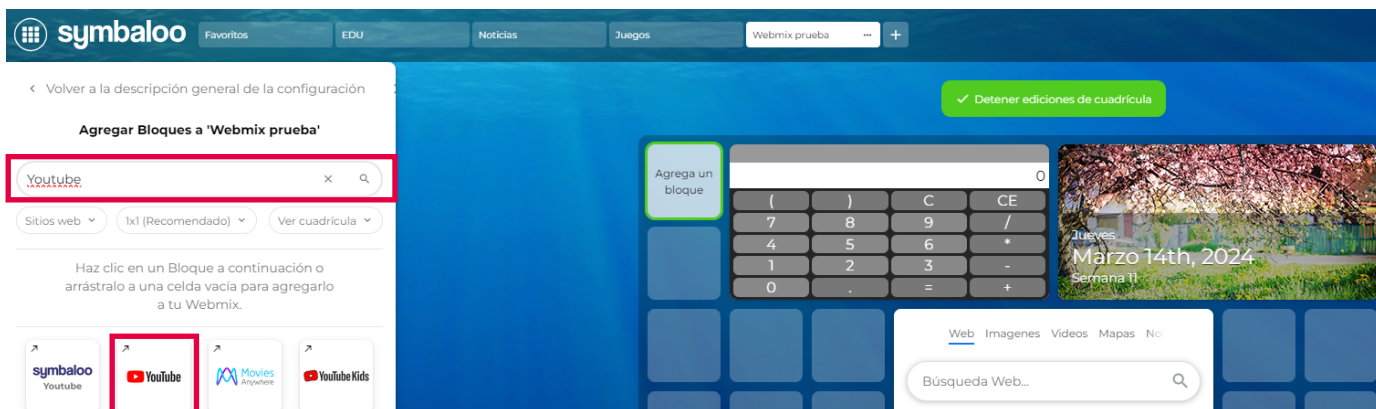 symbaloo
Favoritos
EDU
Noticias
Juegos
Webmix prueba
Volver a la descripción general de la configuración
Agregar Bloques a 'Webmix prueba'
Youtube
Sitios web
1x1 (Recomendado)
Ver cuadrícula
Haz clic en un Bloque a continuación o
arrástralo a una celda vacía para agregarlo
a tu Webmix.
symbaloo
Youtube
YouTube
Movies
Anywhere
YouTube Kids
Detener ediciones de cuadrícula
Agrega un
bloque
0
( ) C CE
7 8 9 /
4 5 6 *
1 2 3 -
0 . = +
Jueves
Marzo 14th, 2024
Semana 11
Web Imagenes Videos Mapas No
Búsqueda Web...